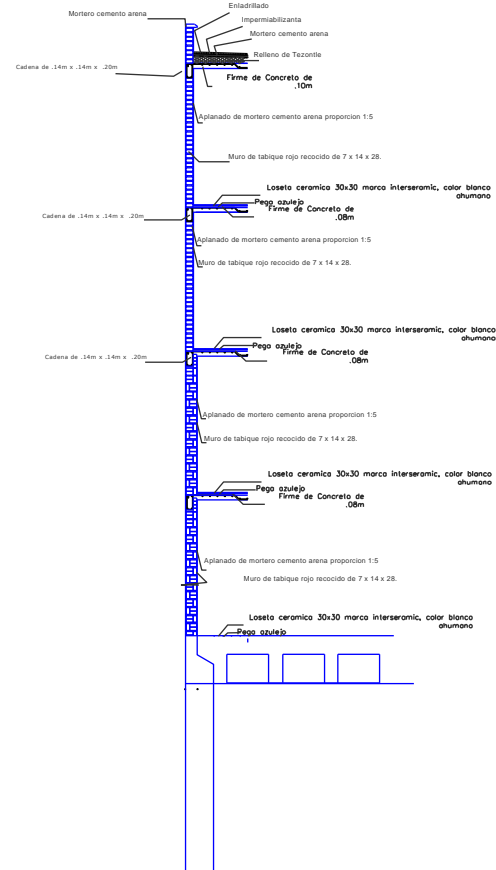 Enladrillado
Mortero cemento arena
Impermiabilizanta
Mortero cemento arena
Relleno de Tezontle
Cadena de .14m x .14m x .20m
Firme de Concreto de
.10m
Aplanado de mortero cemento arena proporcion 1:5
Muro de tabique rojo recocido de 7 x 14 x 28.
Loseta ceramica 30x30 marca interseramic, color blanco
ahumano
Pega azulejo
Firme de Concreto de
.08m
Cadena de .14m x .14m x .20m
Aplanado de mortero cemento arena proporcion 1:5
Muro de tabique rojo recocido de 7 x 14 x 28.
Loseta ceramica 30x30 marca interseramic, color blanco
ahumano
Pega azulejo
Firme de Concreto de
.08m
Cadena de .14m x .14m x .20m
Aplanado de mortero cemento arena proporcion 1:5
Muro de tabique rojo recocido de 7 x 14 x 28.
Loseta ceramica 30x30 marca interseramic, color blanco
ahumano
Pega azulejo
Firme de Concreto de
.08m
Aplanado de mortero cemento arena proporcion 1:5
Muro de tabique rojo recocido de 7 x 14 x 28.
Loseta ceramica 30x30 marca interseramic, color blanco
ahumano
Pega azulejo